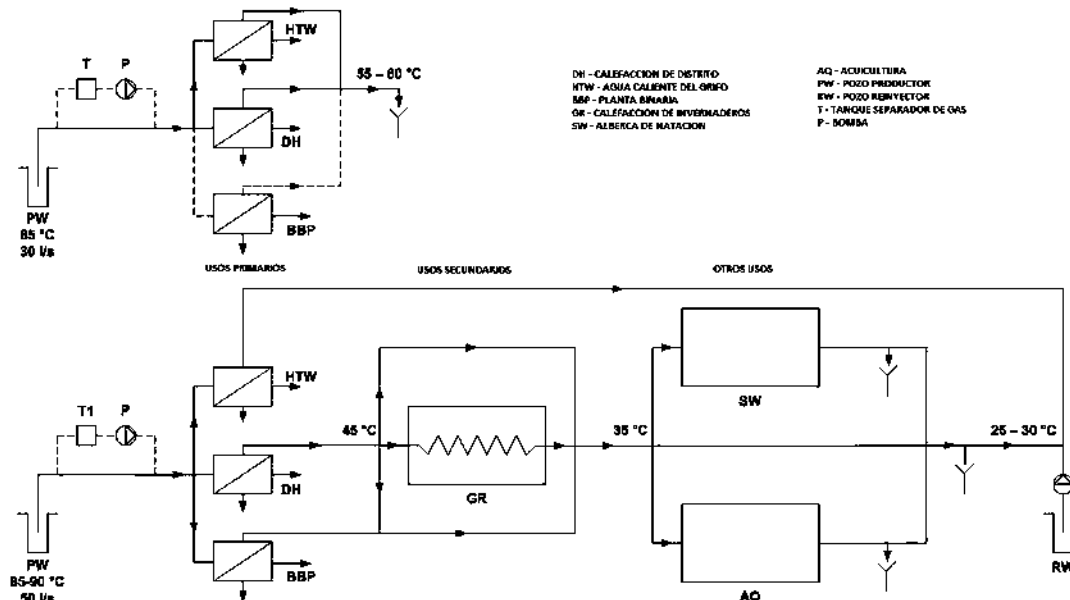 HTW
T P
55 – 60 °C
DH
PW
85 °C
30 l/s
BBP
DH - CALEFACCION DE DISTRITO
HTW - AGUA CALIENTE DEL GRIFO
BBP - PLANTA BINARIA
GR - CALEFACCIÓN DE INVERNADEROS
SW - ALBERCA DE NATACION
AQ - ACUICULTURA
PW - POZO PRODUCTOR
RW - POZO REINYECTOR
T - TANQUE SEPARADOR DE GAS
P - BOMBA
USOS PRIMARIOS
USOS SECUNDARIOS
OTROS USOS
HTW
T1 P
45 °C
GR
35 °C
SW
25 – 30 °C
DH
PW
85-90 °C
50 l/s
BBP
AQ
RW